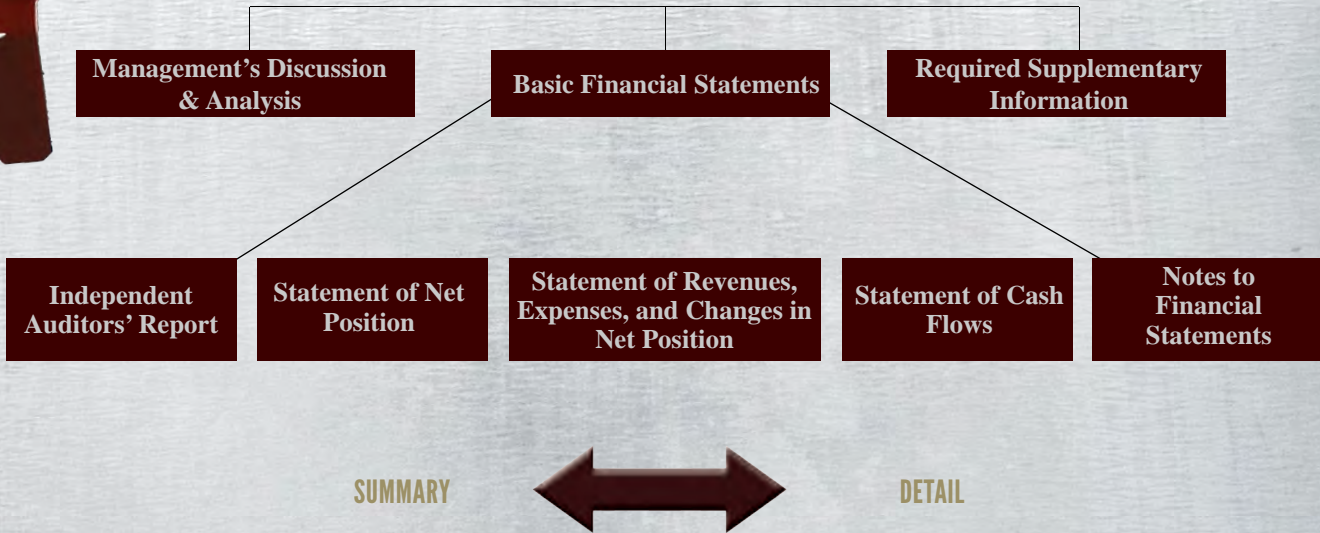 Management’s Discussion
& Analysis
Basic Financial Statements
Required Supplementary
Information
Independent
Auditors’ Report
Statement of Net
Position
Statement of Revenues,
Expenses, and Changes in
Net Position
Statement of Cash
Flows
Notes to
Financial
Statements
SUMMARY
DETAIL